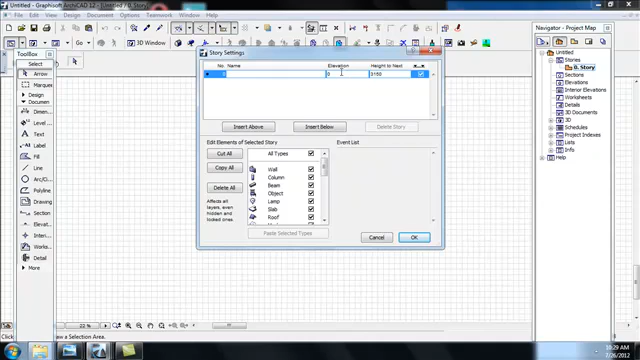 Untitled - Graphisoft ArchiCAD 12 - [Untitled / 0. Story]
File Edit View Design Document Options Teamwork Window Help
3D Window
ToolBox
Select
Arrow
Design
Documen
Dimen...
Level ...
Text
Label
Fill
Line
Arc/Ci...
Polyline
Drawing
Section
Elevat...
Interi...
Works...
Detail
More
Story Settings
No. Name Elevation Height to Next
0 0 3150
Insert Above Insert Below Delete Story
Edit Elements of Selected Story: Event List:
Cut All
Copy All
Delete All
Affects all layers, even hidden and locked ones.
All Types
Wall
Column
Beam
Object
Lamp
Slab
Roof
Paste Selected Types
Cancel OK
Navigator - Project Map
Untitled
Stories
0. Story
Sections
Elevations
Interior Elevations
Worksheets
Details
3D Documents
3D
Schedules
Project Indexes
Lists
Info
Help
22 %
aw a Selection Area.
10:29 AM
7/26/2012